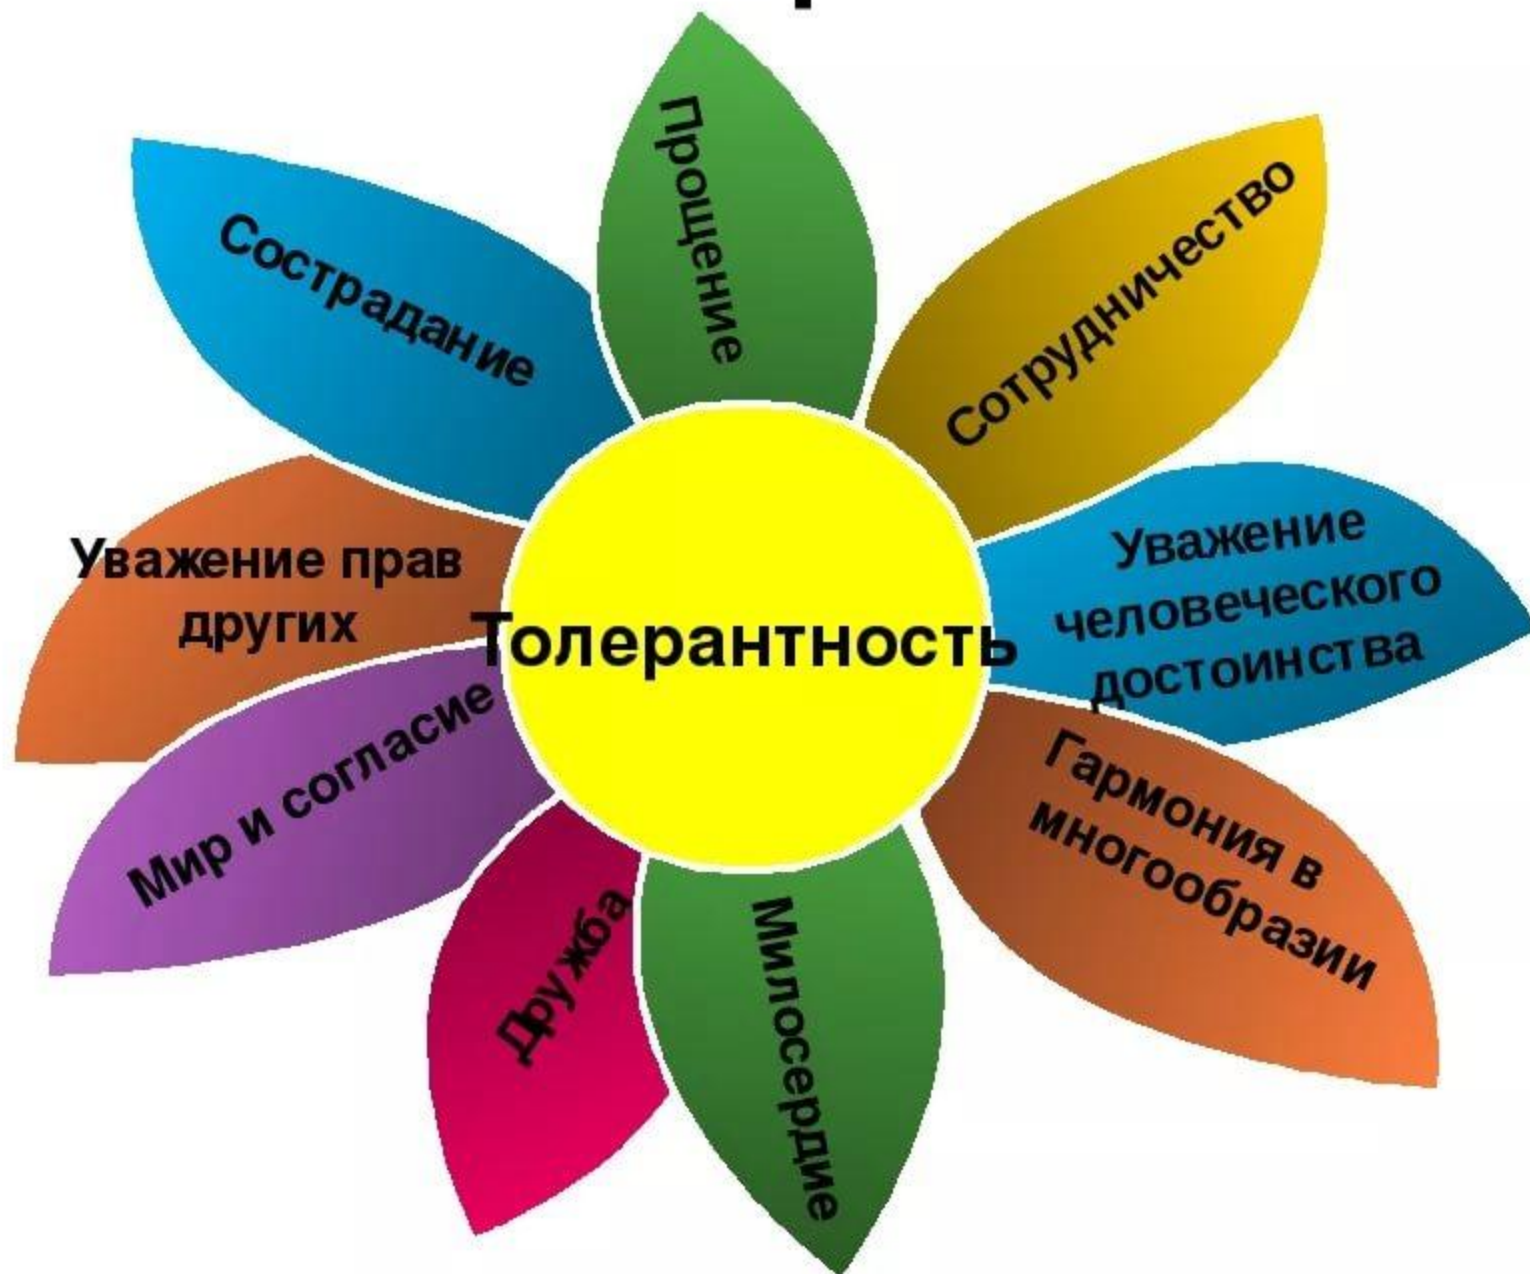 Прощение
Сотрудничество
Сострадание
Уважение
человеческого
достоинства
Уважение прав
других
Толерантность
Мир и согласие
Гармония в
многообразии
Дружба
Милосердие